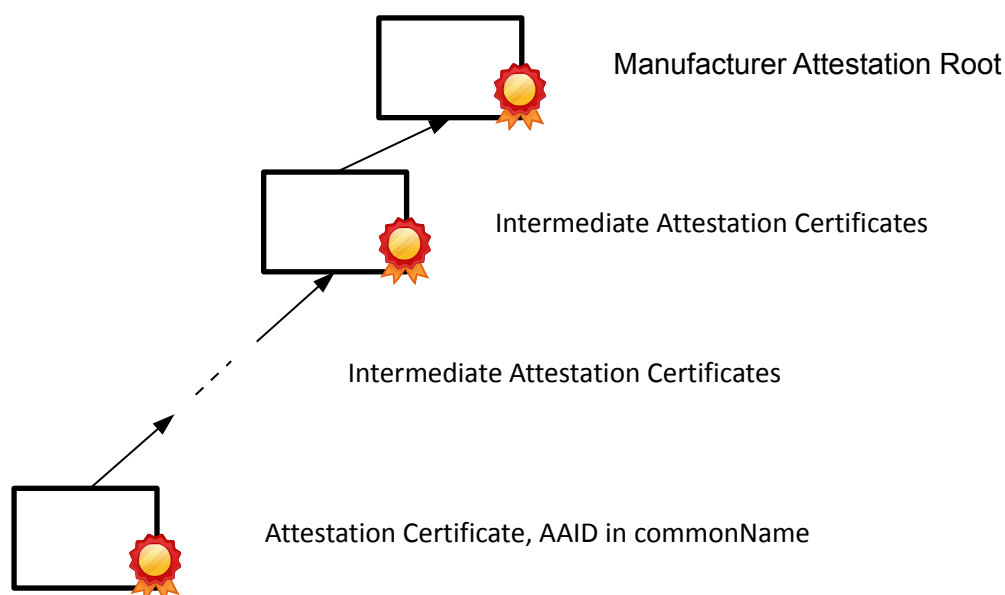 Manufacturer Attestation Root
Intermediate Attestation Certificates
Intermediate Attestation Certificates
Attestation Certificate, AAID in commonName